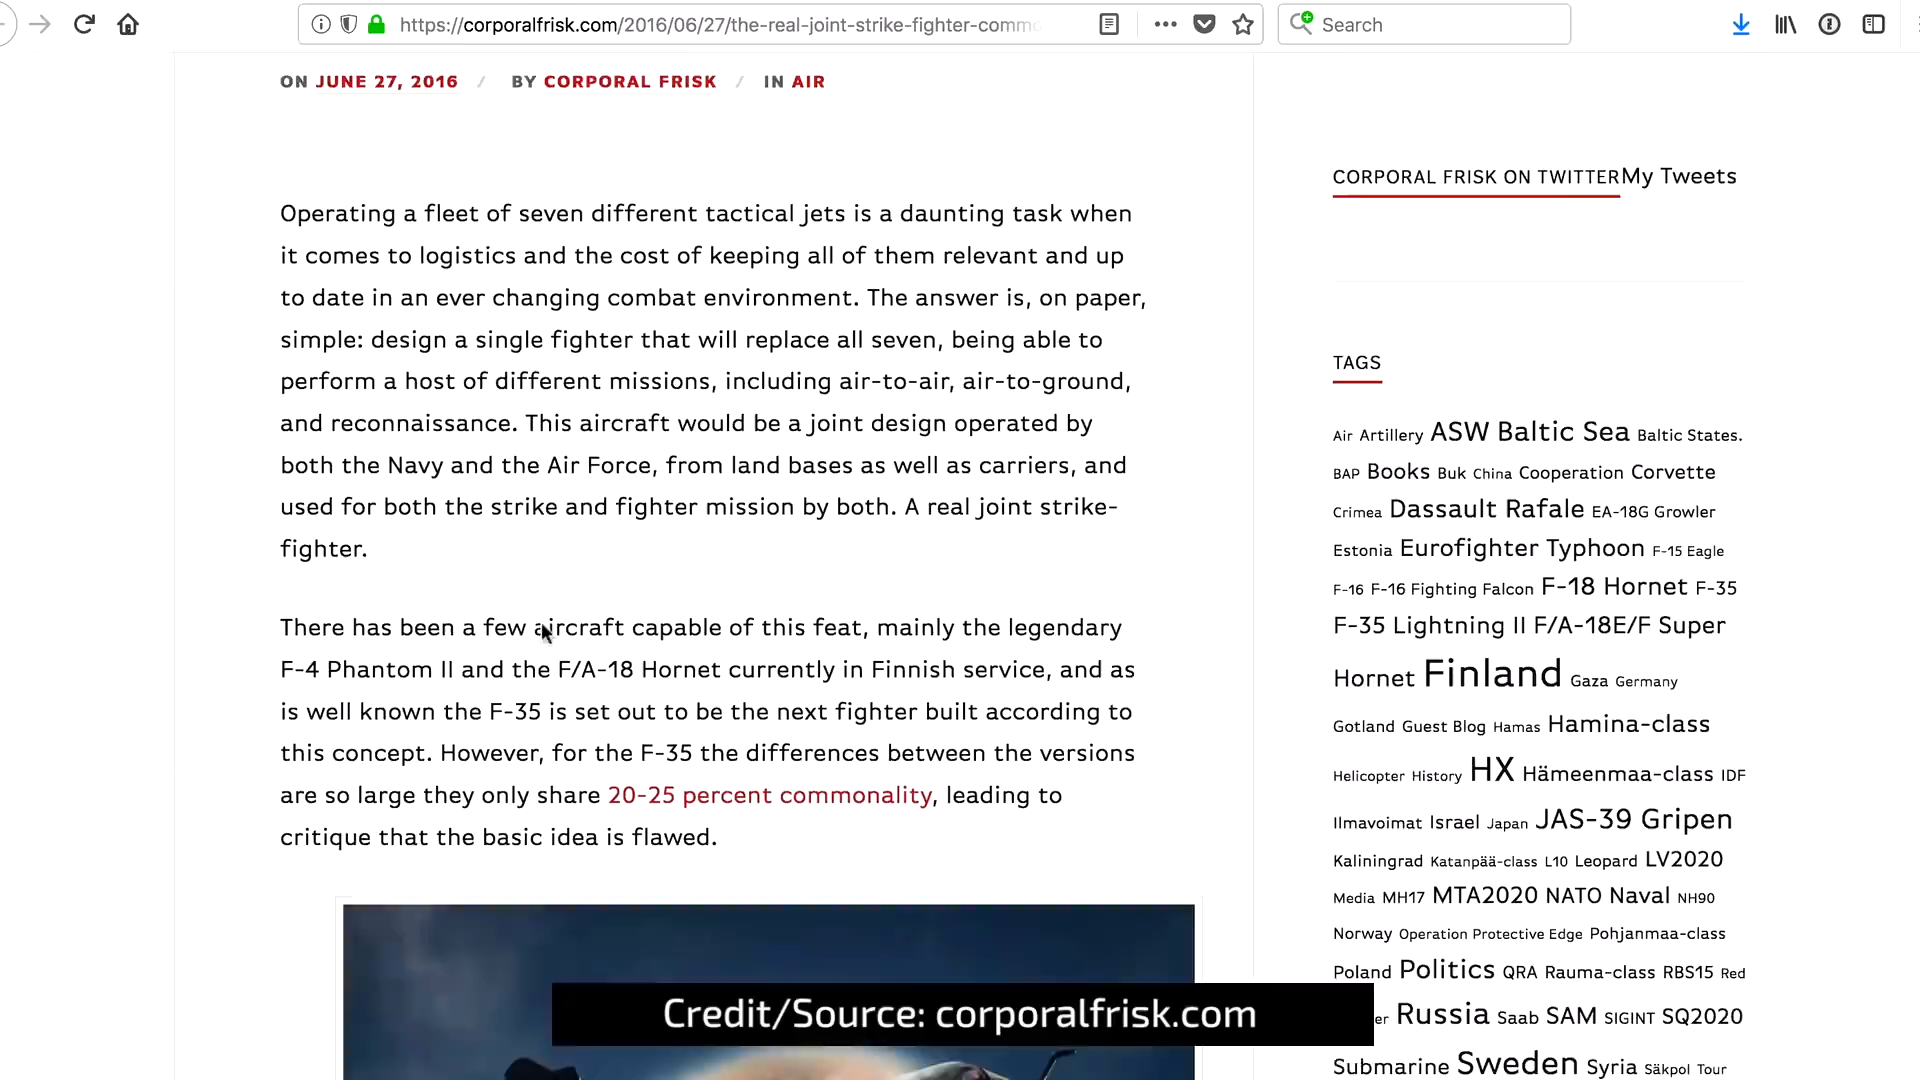 https://corporalfrisk.com/2016/06/27/the-real-joint-strike-fighter-commo
Search
ON JUNE 27, 2016 / BY CORPORAL FRISK / IN AIR
Operating a fleet of seven different tactical jets is a daunting task when
it comes to logistics and the cost of keeping all of them relevant and up
to date in an ever changing combat environment. The answer is, on paper,
simple: design a single fighter that will replace all seven, being able to
perform a host of different missions, including air-to-air, air-to-ground,
and reconnaissance. This aircraft would be a joint design operated by
both the Navy and the Air Force, from land bases as well as carriers, and
used for both the strike and fighter mission by both. A real joint strike-
fighter.
There has been a few aircraft capable of this feat, mainly the legendary
F-4 Phantom II and the F/A-18 Hornet currently in Finnish service, and as
is well known the F-35 is set out to be the next fighter built according to
this concept. However, for the F-35 the differences between the versions
are so large they only share 20-25 percent commonality, leading to
critique that the basic idea is flawed.
CORPORAL FRISK ON TWITTERMy Tweets
TAGS
Air Artillery ASW Baltic Sea Baltic States.
BAP Books Buk China Cooperation Corvette
Crimea Dassault Rafale EA-18G Growler
Estonia Eurofighter Typhoon F-15 Eagle
F-16 F-16 Fighting Falcon F-18 Hornet F-35
F-35 Lightning II F/A-18E/F Super
Hornet Finland Gaza Germany
Gotland Guest Blog Hamas Hamina-class
Helicopter History HX Hämeenmaa-class IDF
Ilmavoimat Israel Japan JAS-39 Gripen
Kaliningrad Katanpää-class L10 Leopard LV2020
Media MH17 MTA2020 NATO Naval NH90
Norway Operation Protective Edge Pohjanmaa-class
Poland Politics QRA Rauma-class RBS15 Red
er Russia Saab SAM SIGINT SQ2020
Submarine Sweden Syria Säkpol Tour
Credit/Source: corporalfrisk.com